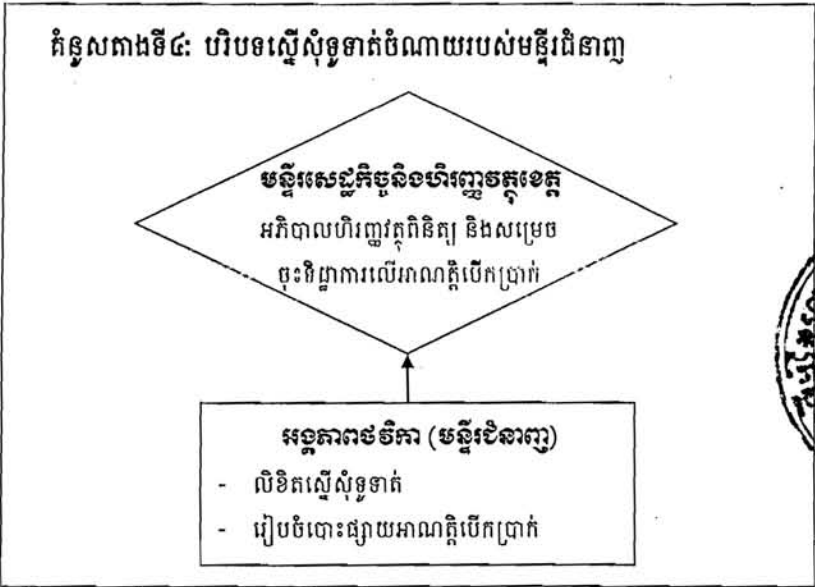 គំនូសតាងទី៤: បរិបទស្នើសុំទូទាត់ចំណាយរបស់មន្ទីរជំនាញ
មន្ទីរសេដ្ឋកិច្ចនិងហិរញ្ញវត្ថុខេត្ត
អភិបាលហិរញ្ញវត្ថុពិនិត្យ និងសម្រេច
ចុះទិដ្ឋាការលើអាណត្តិបើកប្រាក់
អង្គភាពថវិកា (មន្ទីរជំនាញ)
- លិខិតស្នើសុំទូទាត់
- រៀបចំបោះផ្សាយអាណត្តិបើកប្រាក់